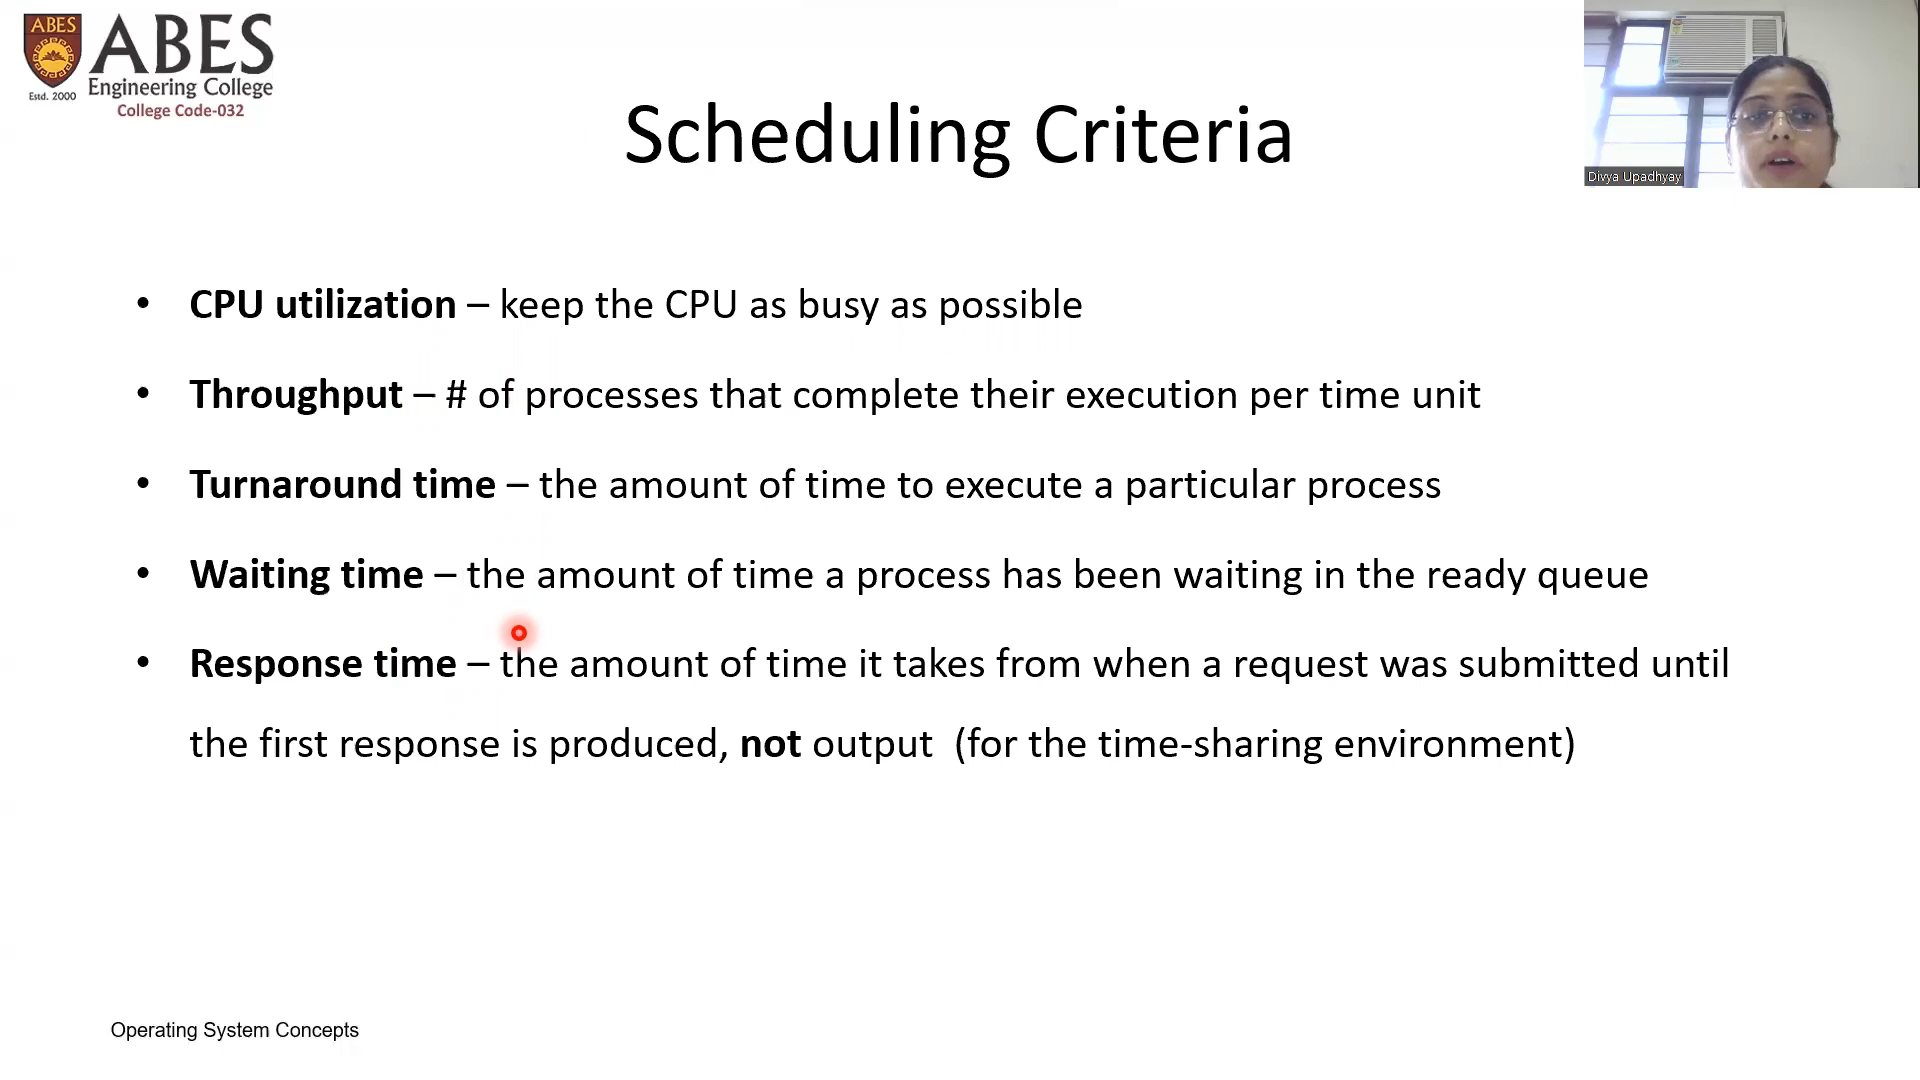 ABES
Estd. 2000
ABES
Engineering College
College Code-032
Scheduling Criteria
Divya Upadhyay
• CPU utilization – keep the CPU as busy as possible
• Throughput – # of processes that complete their execution per time unit
• Turnaround time – the amount of time to execute a particular process
• Waiting time – the amount of time a process has been waiting in the ready queue
• Response time – the amount of time it takes from when a request was submitted until
the first response is produced, not output (for the time-sharing environment)
Operating System Concepts